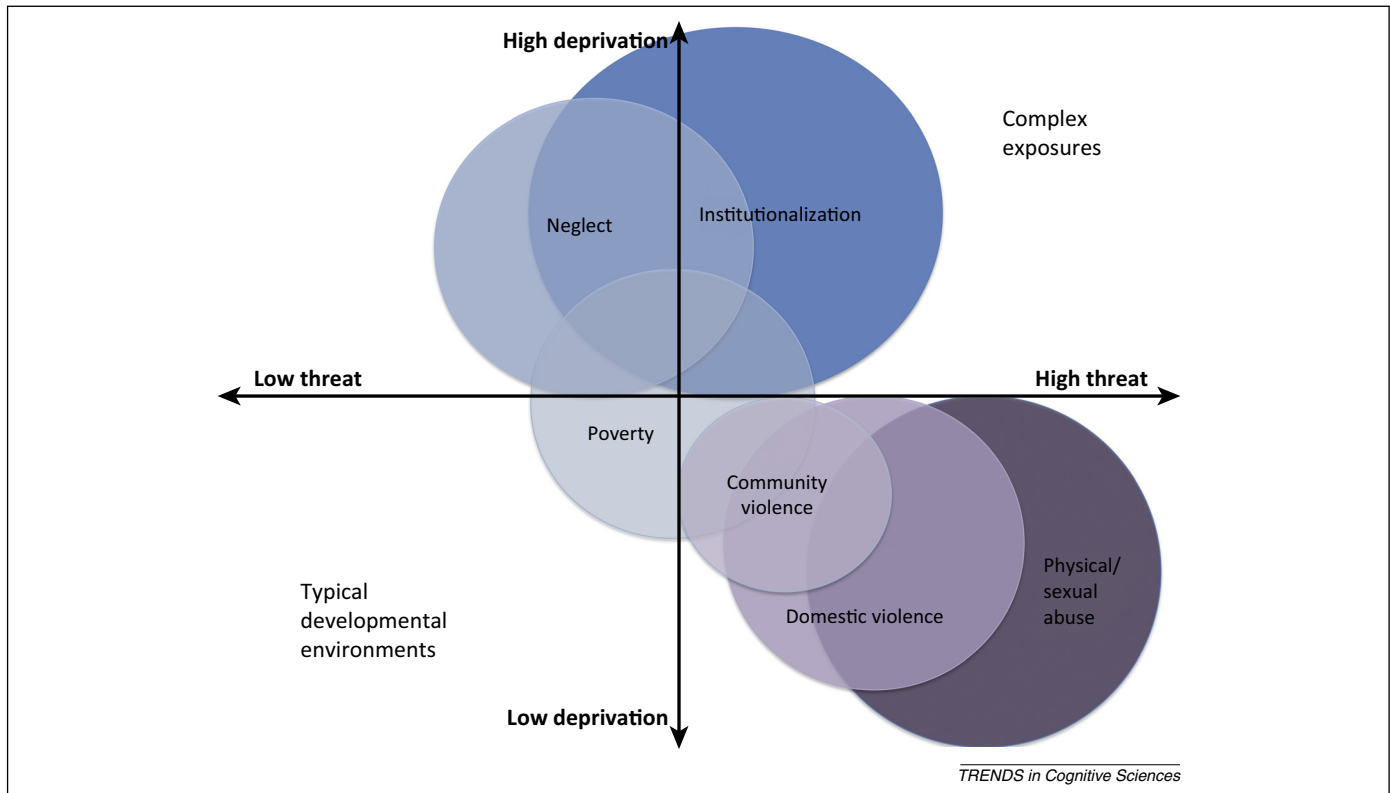 High deprivation
Complex
exposures
Neglect
Institutionalization
Low threat
High threat
Poverty
Community
violence
Physical/
sexual
abuse
Typical
developmental
environments
Domestic violence
Low deprivation
TRENDS in Cognitive Sciences